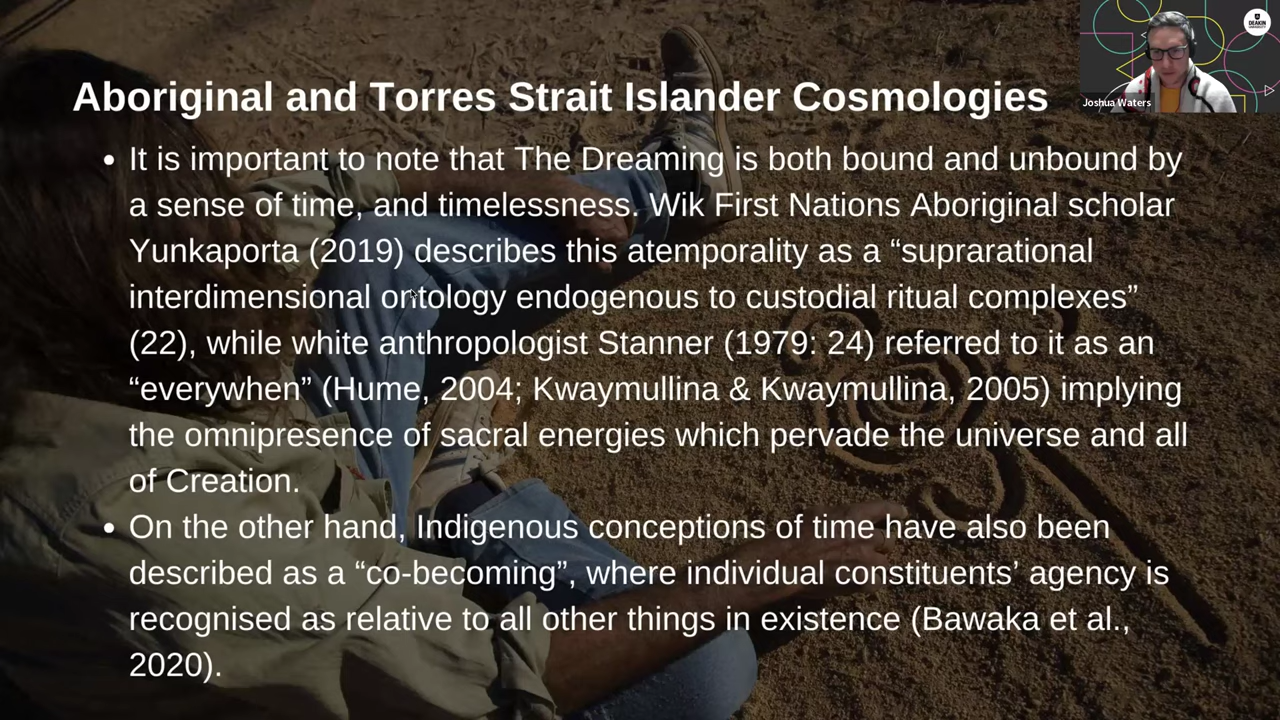 DEAKIN
UNIVERSITY
Joshua Waters
Aboriginal and Torres Strait Islander Cosmologies
• It is important to note that The Dreaming is both bound and unbound by
a sense of time, and timelessness. Wik First Nations Aboriginal scholar
Yunkaporta (2019) describes this atemporality as a “suprarational
interdimensional ontology endogenous to custodial ritual complexes”
(22), while white anthropologist Stanner (1979: 24) referred to it as an
“everywhen” (Hume, 2004; Kwaymullina & Kwaymullina, 2005) implying
the omnipresence of sacral energies which pervade the universe and all
of Creation.
• On the other hand, Indigenous conceptions of time have also been
described as a “co-becoming”, where individual constituents’ agency is
recognised as relative to all other things in existence (Bawaka et al.,
2020).